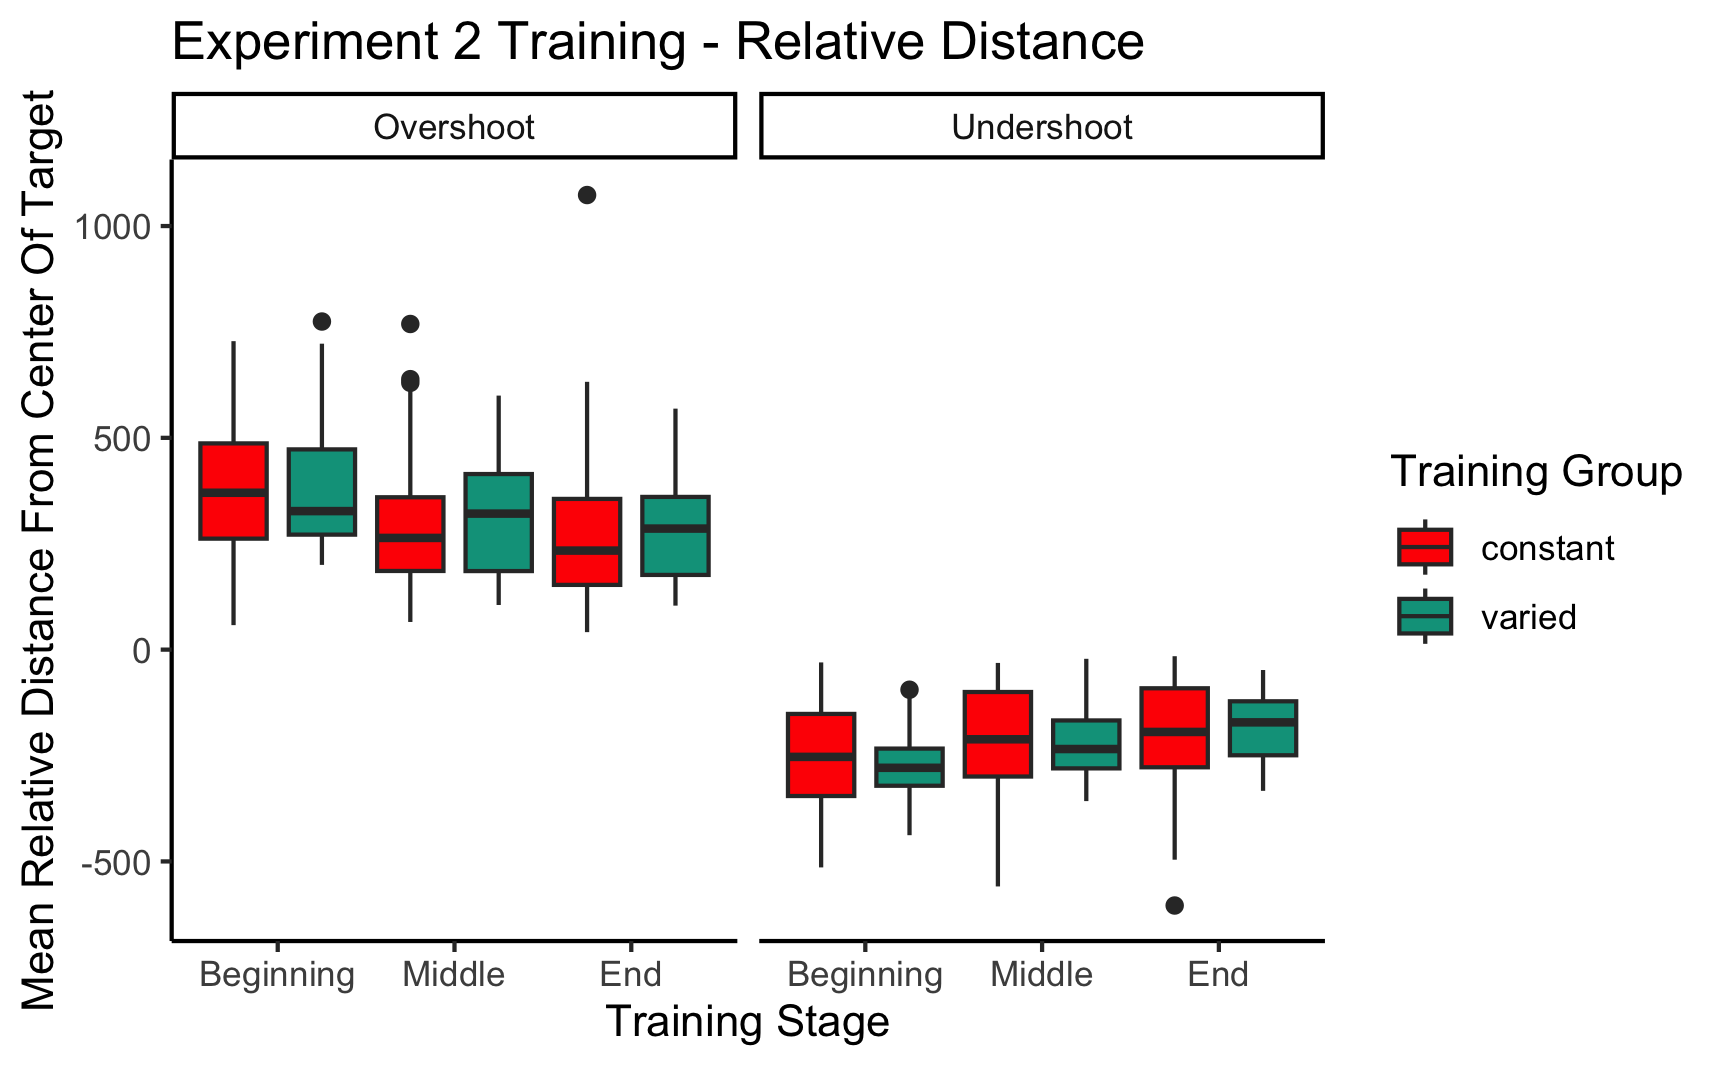 Experiment 2 Training - Relative Distance
Overshoot
Undershoot
Mean Relative Distance From Center Of Target
1000
500
0
-500
Beginning
Middle
End
Beginning
Middle
End
Training Stage
Training Group
constant
varied